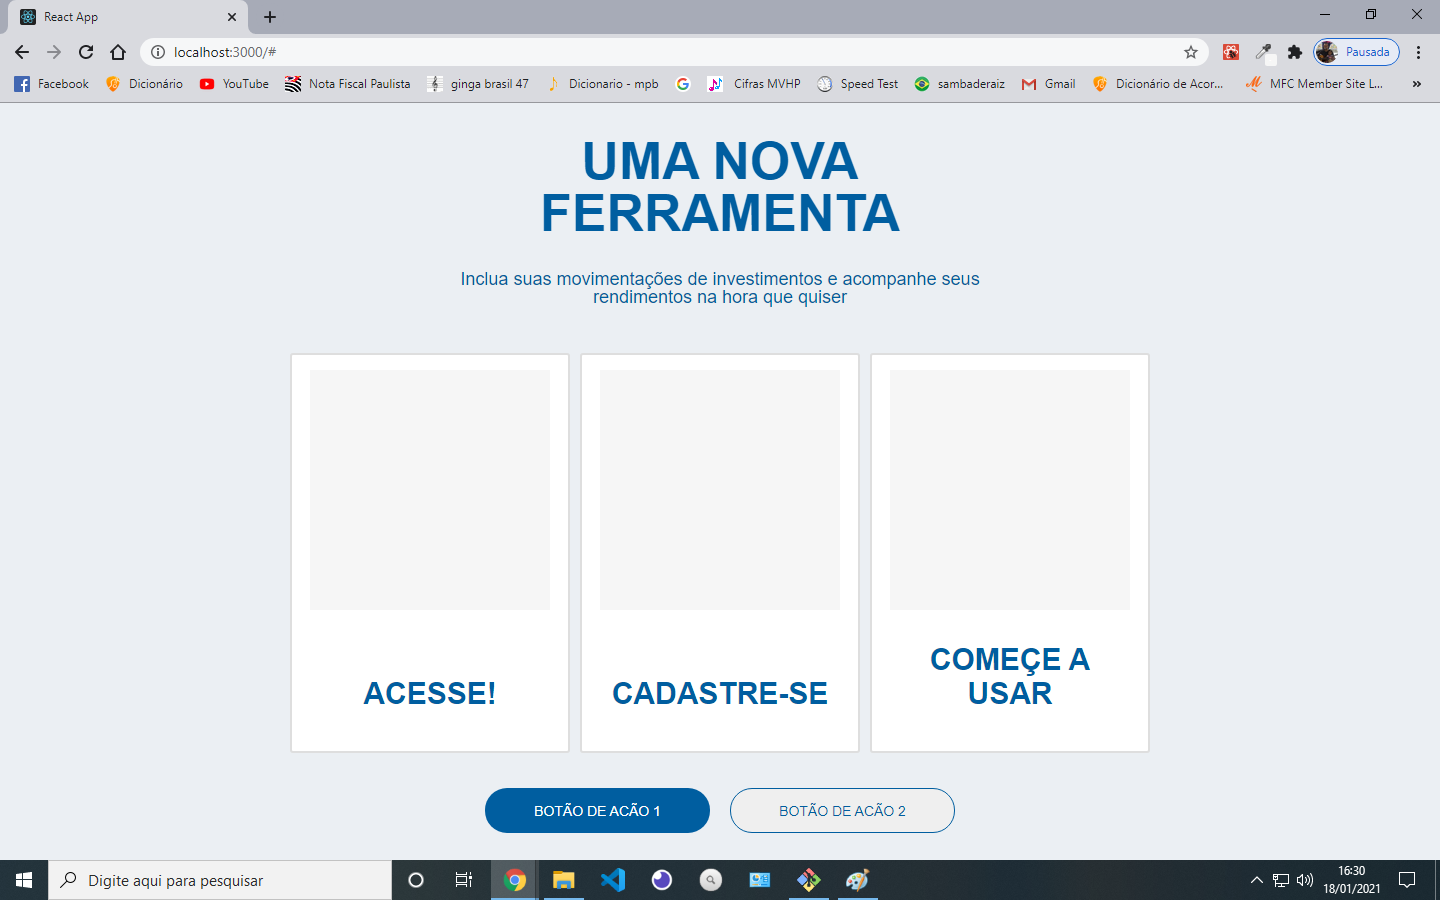 React App
localhost:3000/#
Pausada
Facebook
Dicionário
YouTube
Nota Fiscal Paulista
ginga brasil 47
Dicionario - mpb
Cifras MVHP
Speed Test
sambaderaiz
Gmail
Dicionário de Acor...
MFC Member Site L...
»
UMA NOVA
FERRAMENTA
Inclua suas movimentações de investimentos e acompanhe seus
rendimentos na hora que quiser
ACESSE!
CADASTRE-SE
COMEÇE A
USAR
BOTÃO DE ACÃO 1
BOTÃO DE ACÃO 2
Digite aqui para pesquisar
16:30
18/01/2021